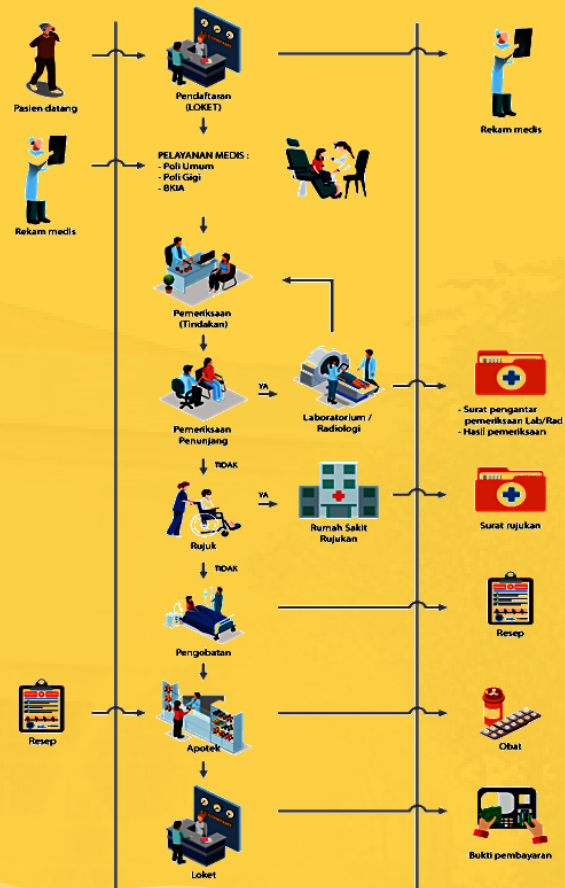 Pasien datang
Pendaftaran
(LOKET)
Rekam medis
Rekam medis
PELAYANAN MEDIS :
- Poli Umum
- Poli Gigi
- BKIA
Pemeriksaan
(Tindakan)
Pemeriksaan
Penunjang
YA
Laboratorium /
Radiologi
- Surat pengantar
pemeriksaan Lab/Rad
- Hasil pemeriksaan
TIDAK
Rujuk
YA
Rumah Sakit
Rujukan
Surat rujukan
TIDAK
Pengobatan
Resep
Resep
Apotek
Obat
Loket
Bukti pembayaran